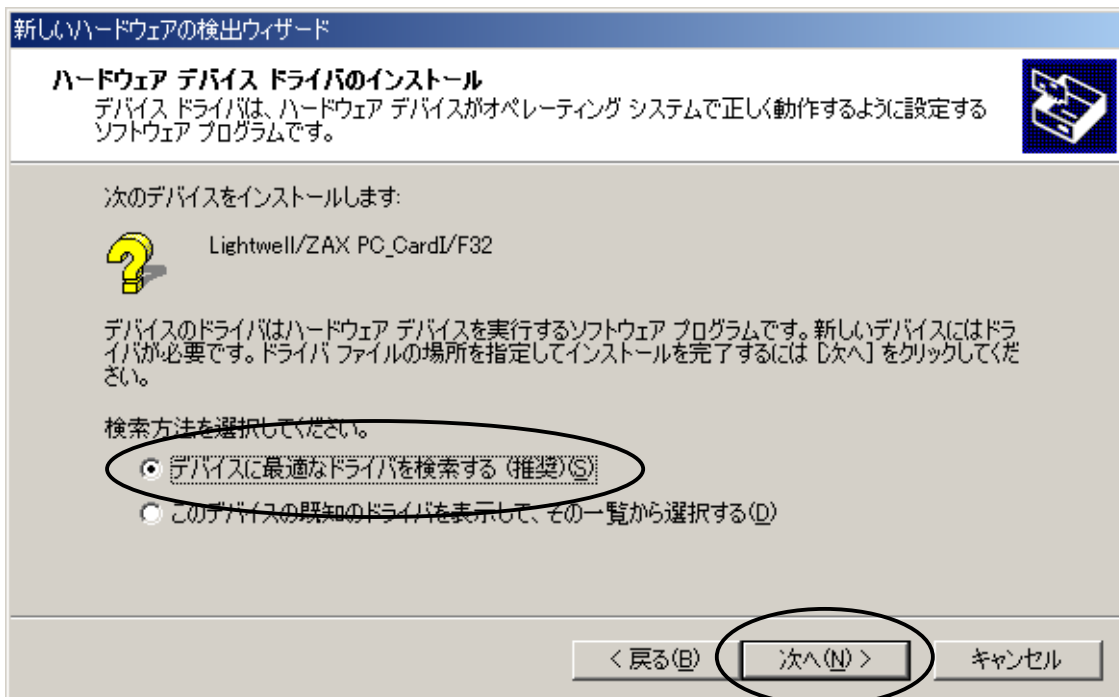 新しいハードウェアの検出ウィザード
ハードウェア デバイス ドライバのインストール
デバイス ドライバは、ハードウェア デバイスがオペレーティング システムで正しく動作するように設定する
ソフトウェア プログラムです。
次のデバイスをインストールします:
Lightwell/ZAX PC_CardI/F32
デバイスのドライバはハードウェア デバイスを実行するソフトウェア プログラムです。新しいデバイスにはドラ
イバが必要です。ドライバ ファイルの場所を指定してインストールを完了するには [次へ] をクリックしてくだ
さい。
検索方法を選択してください。
デバイスに最適なドライバを検索する (推奨)(S)
このデバイスの既知のドライバを表示して、その一覧から選択する(D)
< 戻る(B) 次へ(N) > キャンセル